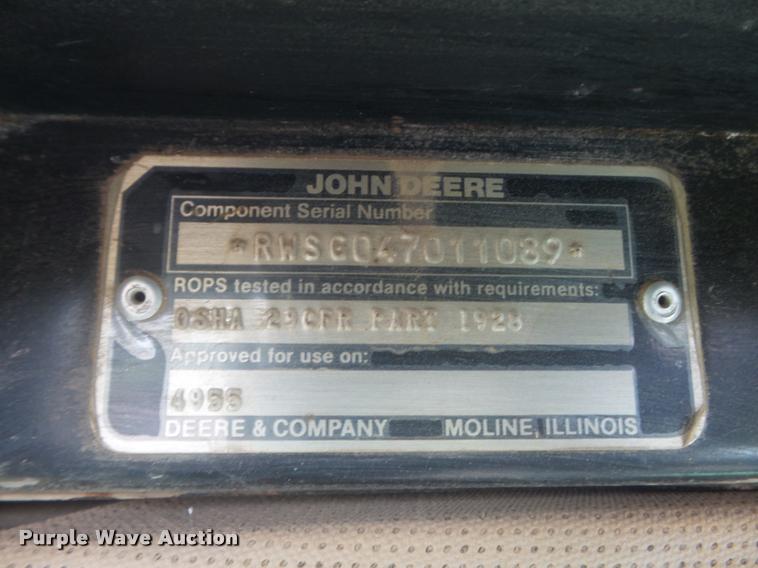 JOHN DEERE
Component Serial Number
*RWSG047011089*
ROPS tested in accordance with requirements:
OSHA 29CFR PART 1928
Approved for use on:
4955
DEERE & COMPANY MOLINE, ILLINOIS
Purple Wave Auction